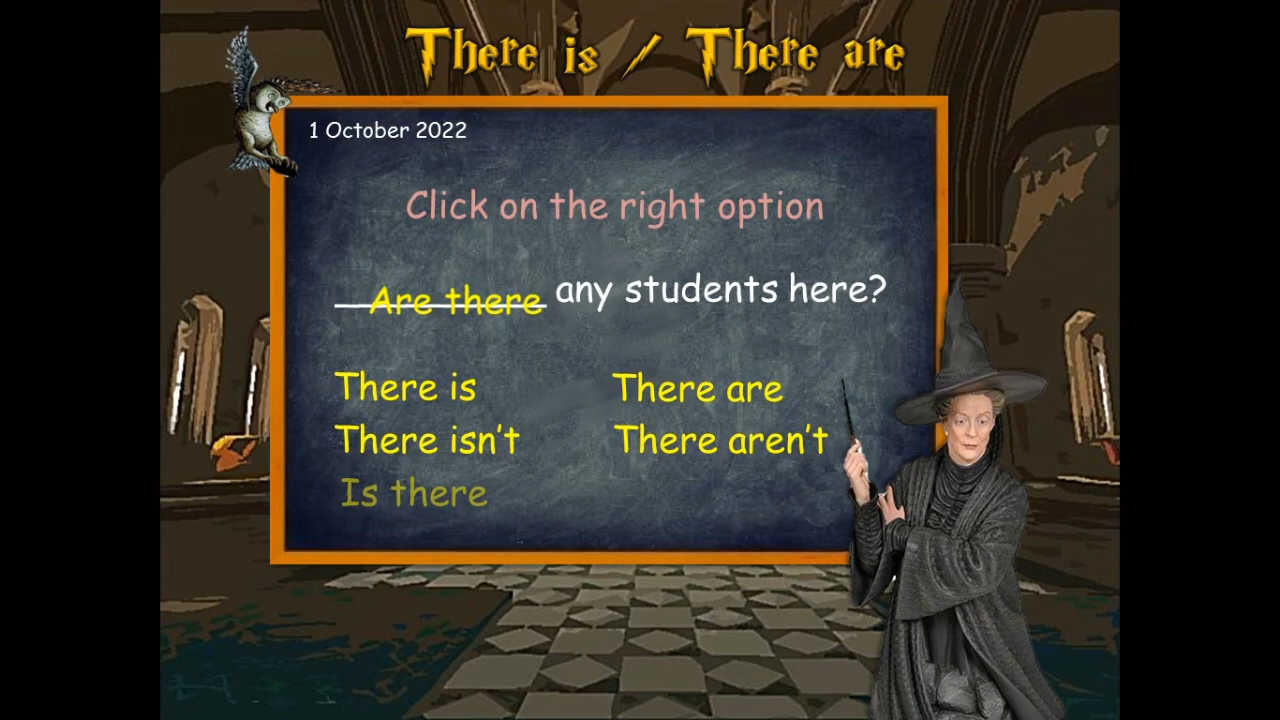 There is / There are
1 October 2022
Click on the right option
Are there any students here?
There is There are
There isn't There aren't
Is there